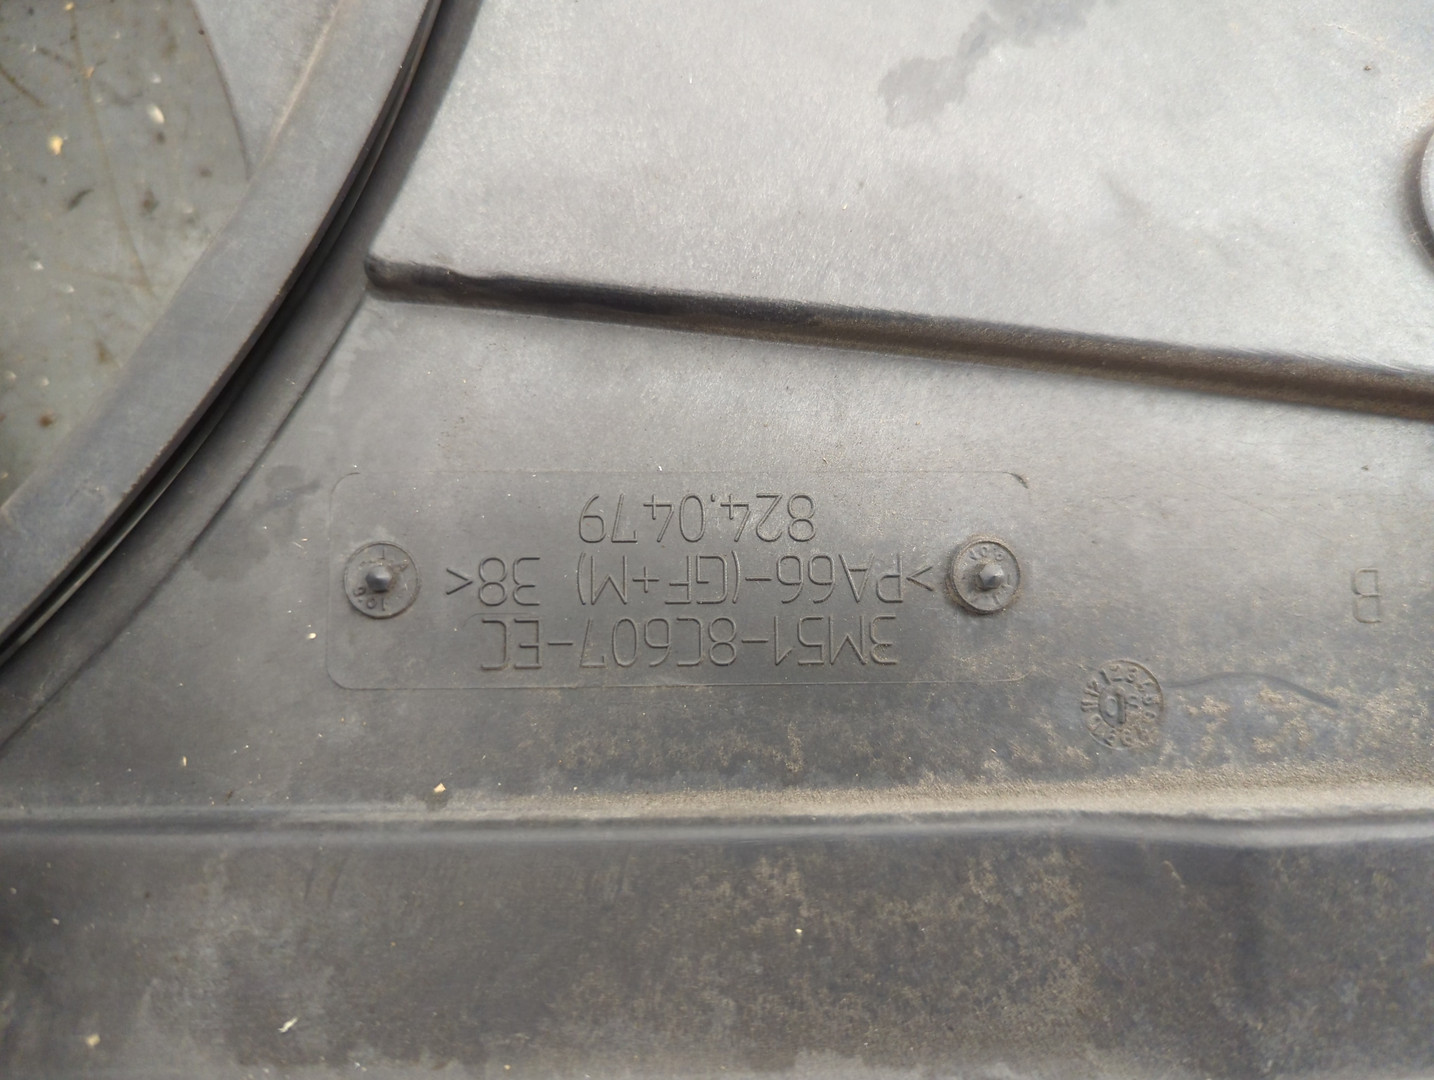 3M51-8C607-EC
>PA66-(GF+M) 38<
824.0479
B